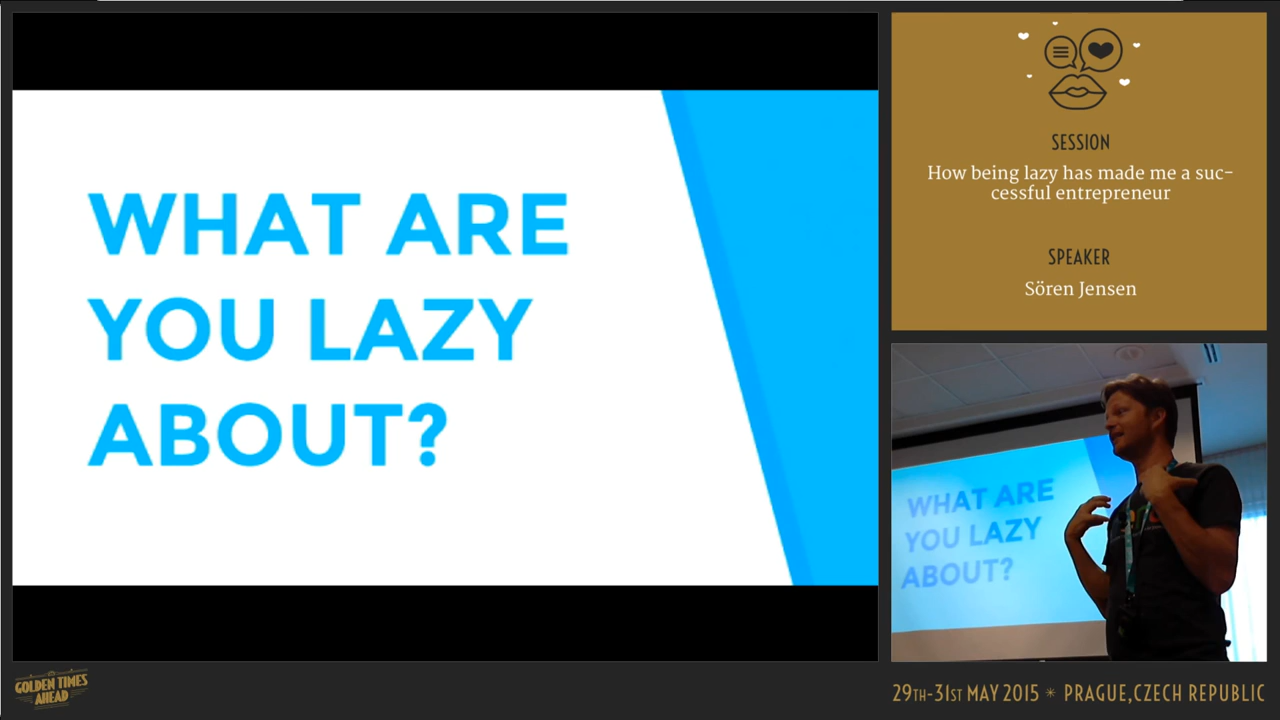 WHAT ARE
YOU LAZY
ABOUT?
SESSION
How being lazy has made me a suc-
cessful entrepreneur
SPEAKER
Sören Jensen
WHAT ARE
YOU LAZY
ABOUT?
GOLDEN TIMES
AHEAD
29TH-31ST MAY 2015 * PRAGUE,CZECH REPUBLIC